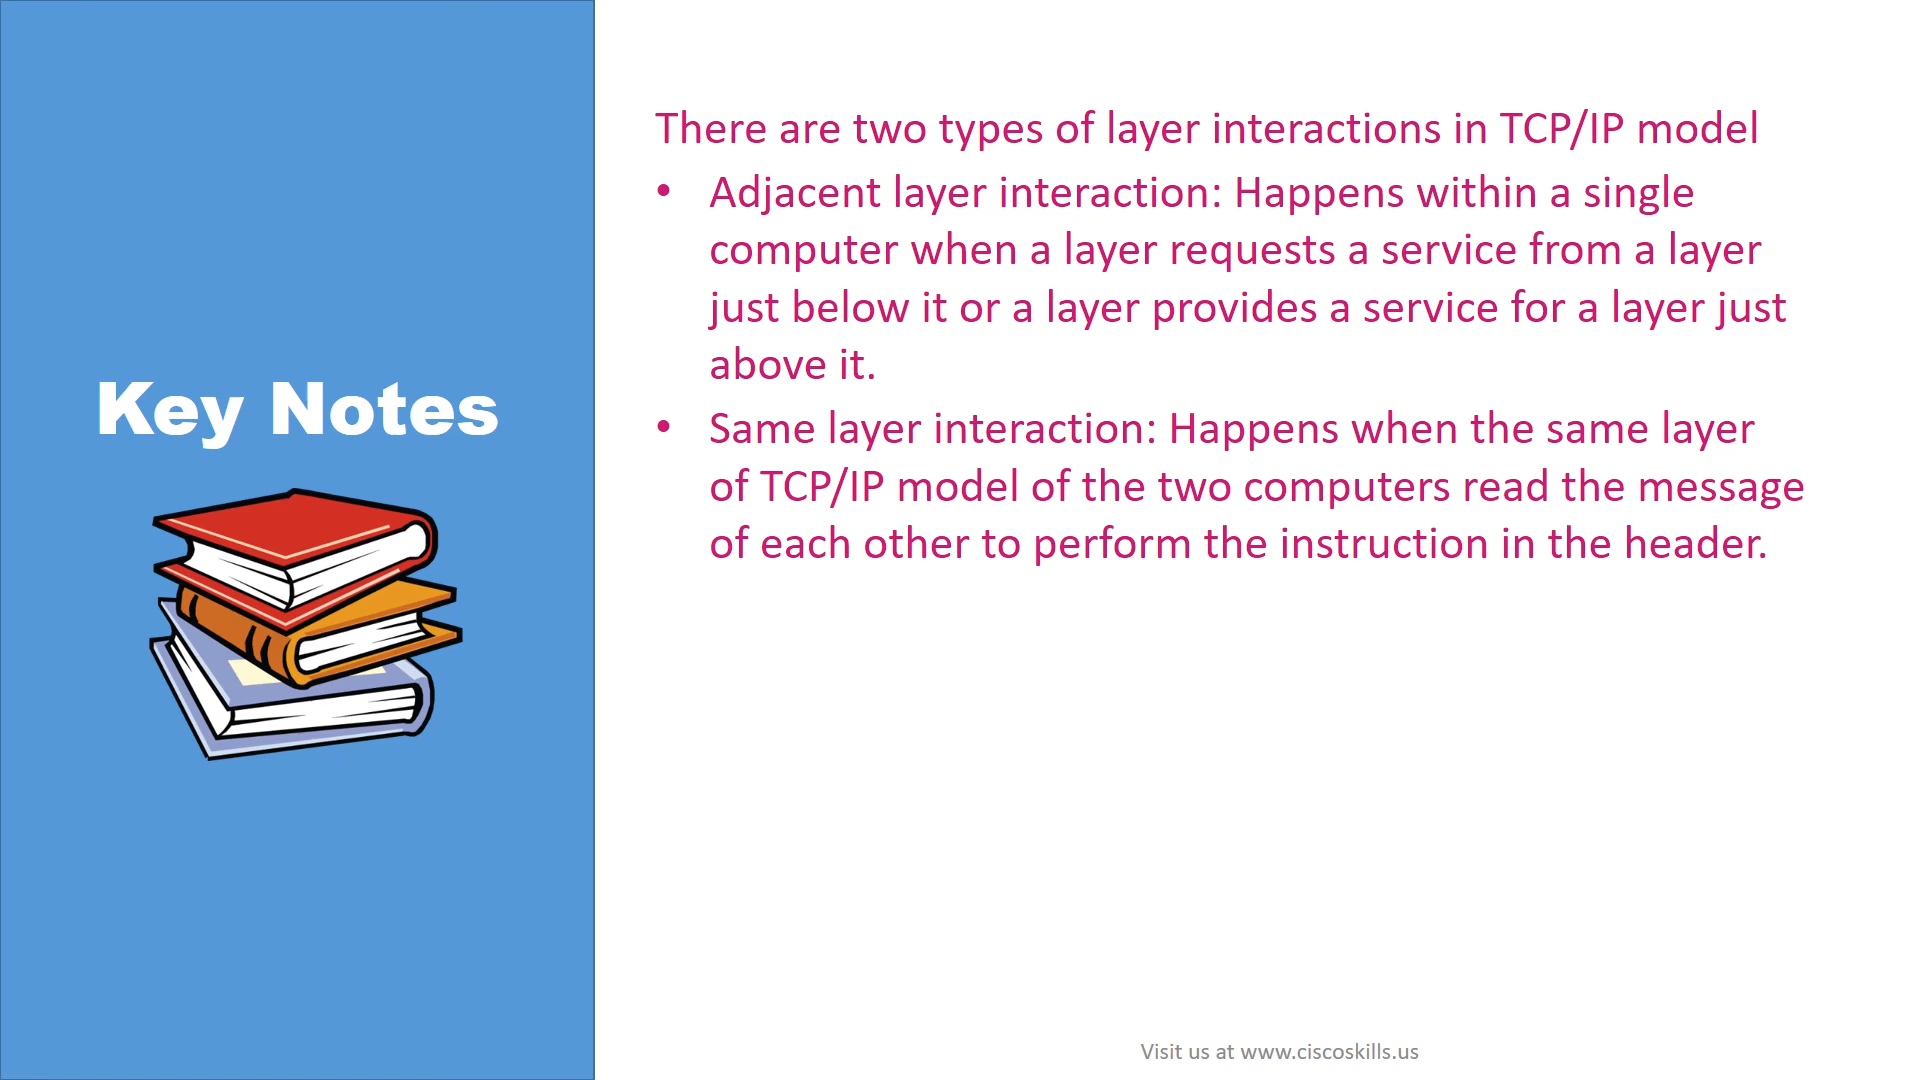 Key Notes
There are two types of layer interactions in TCP/IP model
• Adjacent layer interaction: Happens within a single
computer when a layer requests a service from a layer
just below it or a layer provides a service for a layer just
above it.
• Same layer interaction: Happens when the same layer
of TCP/IP model of the two computers read the message
of each other to perform the instruction in the header.
Visit us at www.ciscoskills.us